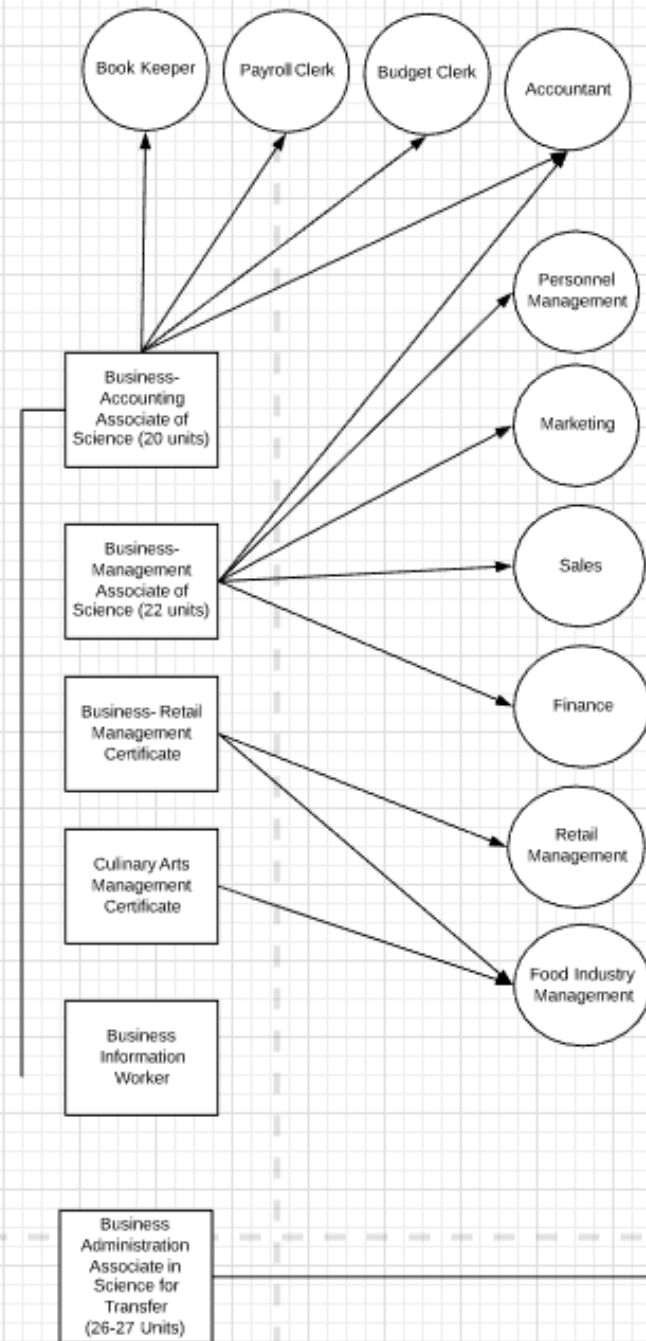 Book Keeper
Payroll Clerk
Budget Clerk
Accountant
Personnel
Management
Business-
Accounting
Associate of
Science (20 units)
Marketing
Business-
Management
Associate of
Science (22 units)
Sales
Business- Retail
Management
Certificate
Finance
Culinary Arts
Management
Certificate
Retail
Management
Food Industry
Management
Business
Information
Worker
Business
Administration
Associate in
Science for
Transfer
(26-27 Units)